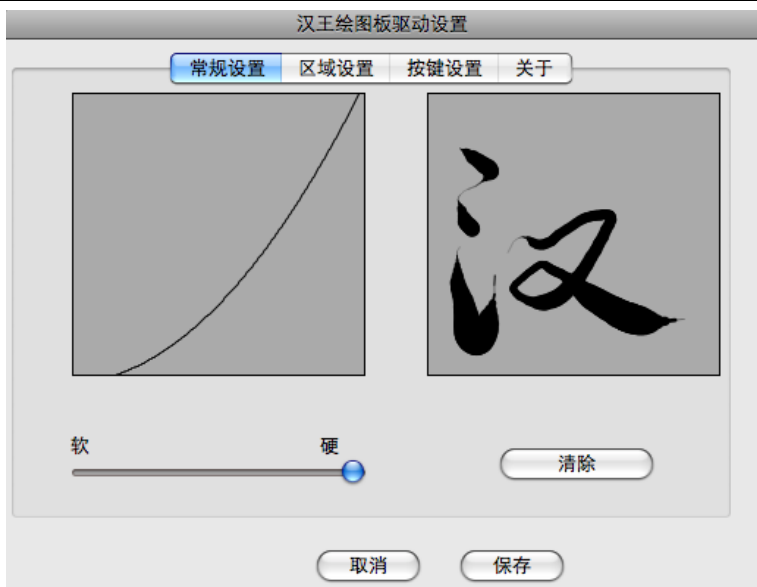 汉王绘图板驱动设置
常规设置 区域设置 按键设置 关于
汉
软 硬
清除
取消 保存